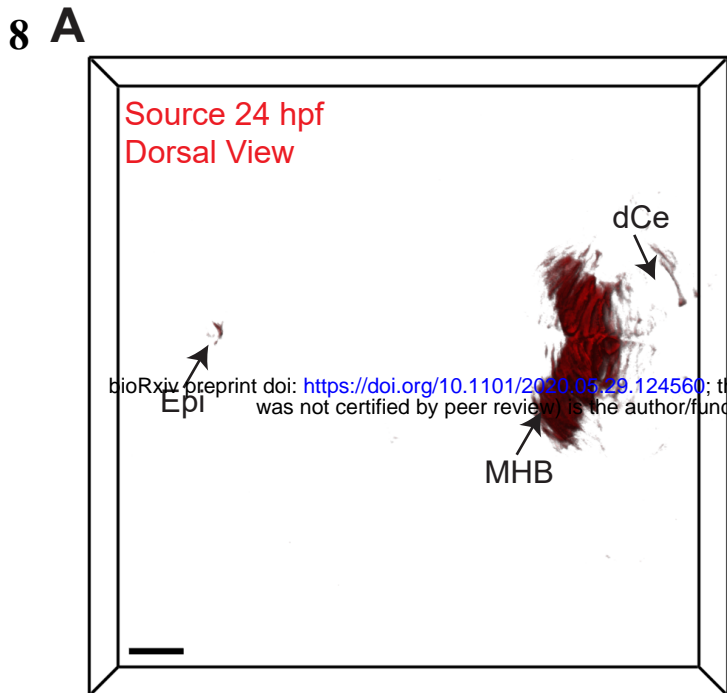 8 A
Source 24 hpf
Dorsal View
dCe
bioRxiv preprint doi: https://doi.org/10.1101/2020.05.29.124560; th
Epi
was not certified by peer review) is the author/fund
MHB